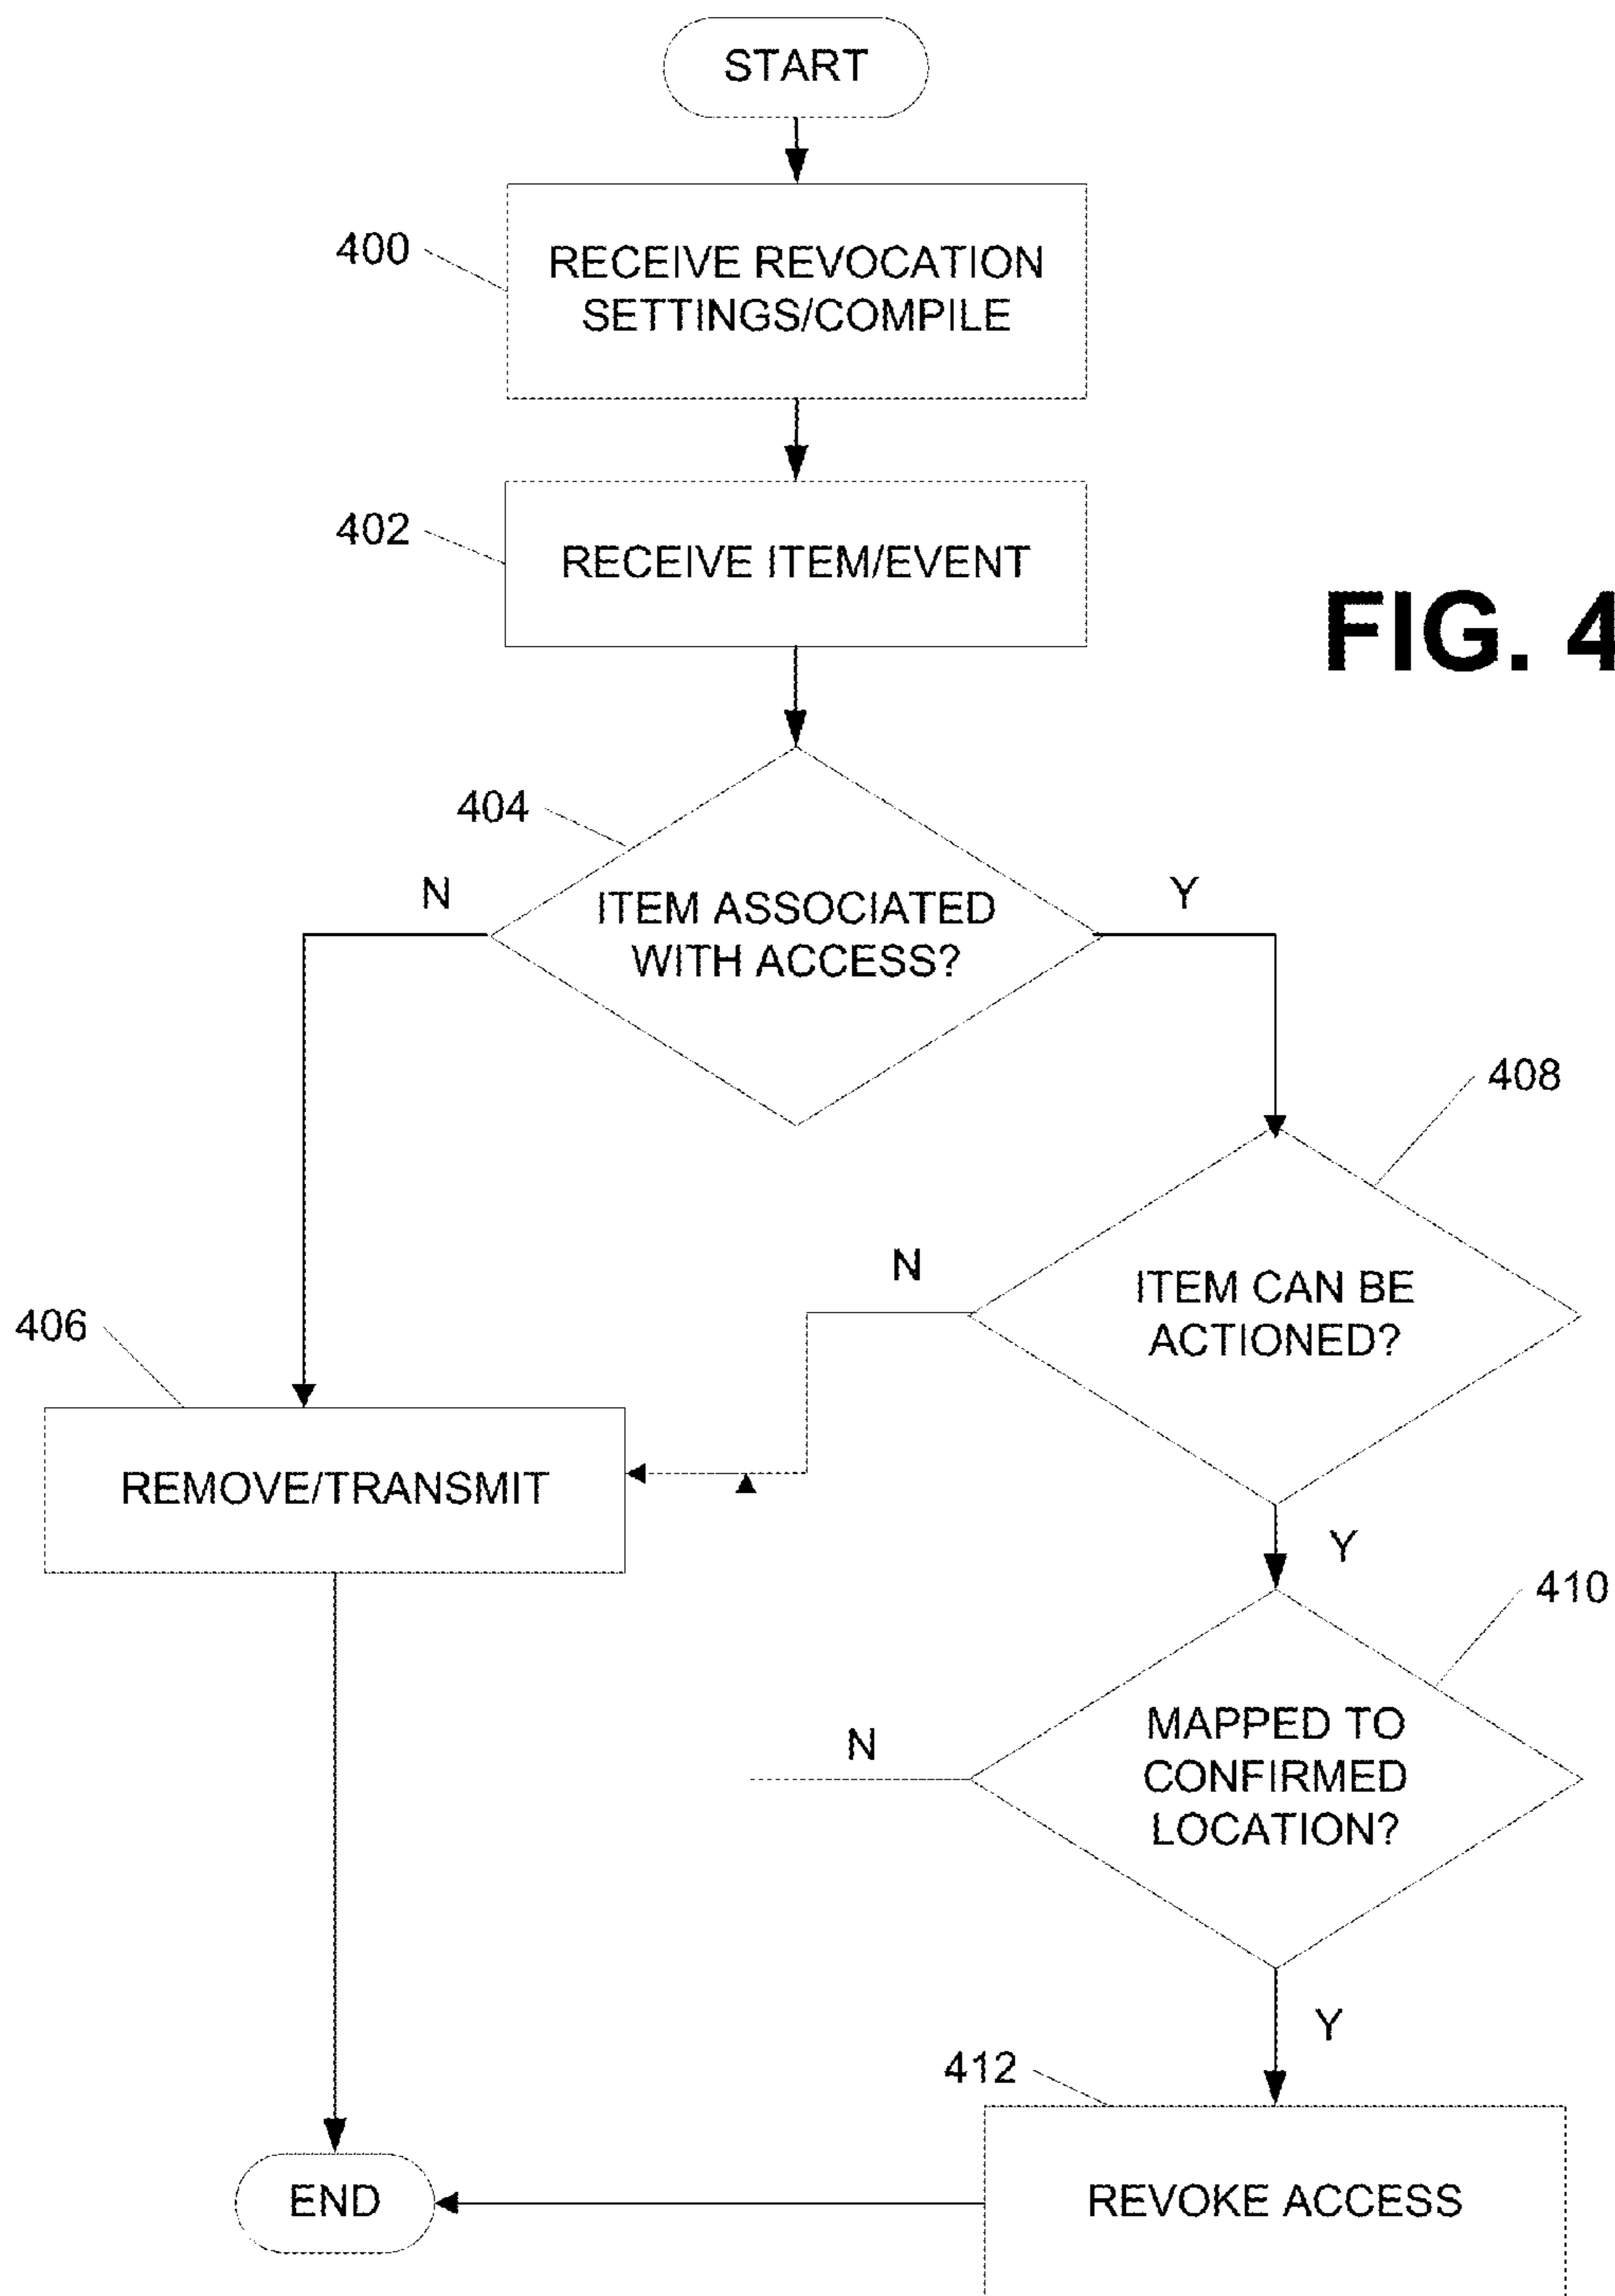 START
400
RECEIVE REVOCATION
SETTINGS/COMPILE
402
RECEIVE ITEM/EVENT
FIG. 4
404
N
ITEM ASSOCIATED
WITH ACCESS?
Y
408
N
ITEM CAN BE
ACTIONED?
406
REMOVE/TRANSMIT
Y
410
N
MAPPED TO
CONFIRMED
LOCATION?
Y
412
END
REVOKE ACCESS